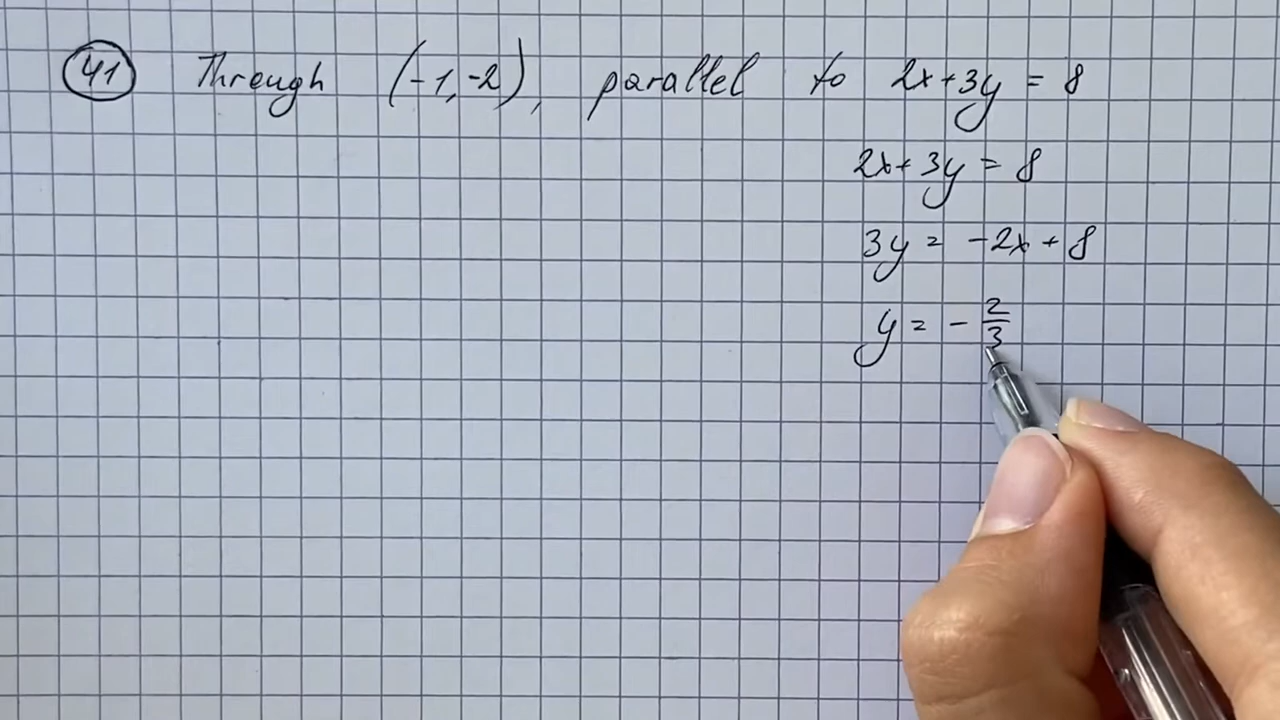 41 Through (-1,-2), parallel to 2x+3y = 8
2x+3y = 8
3y = -2x + 8
y = - 2/3